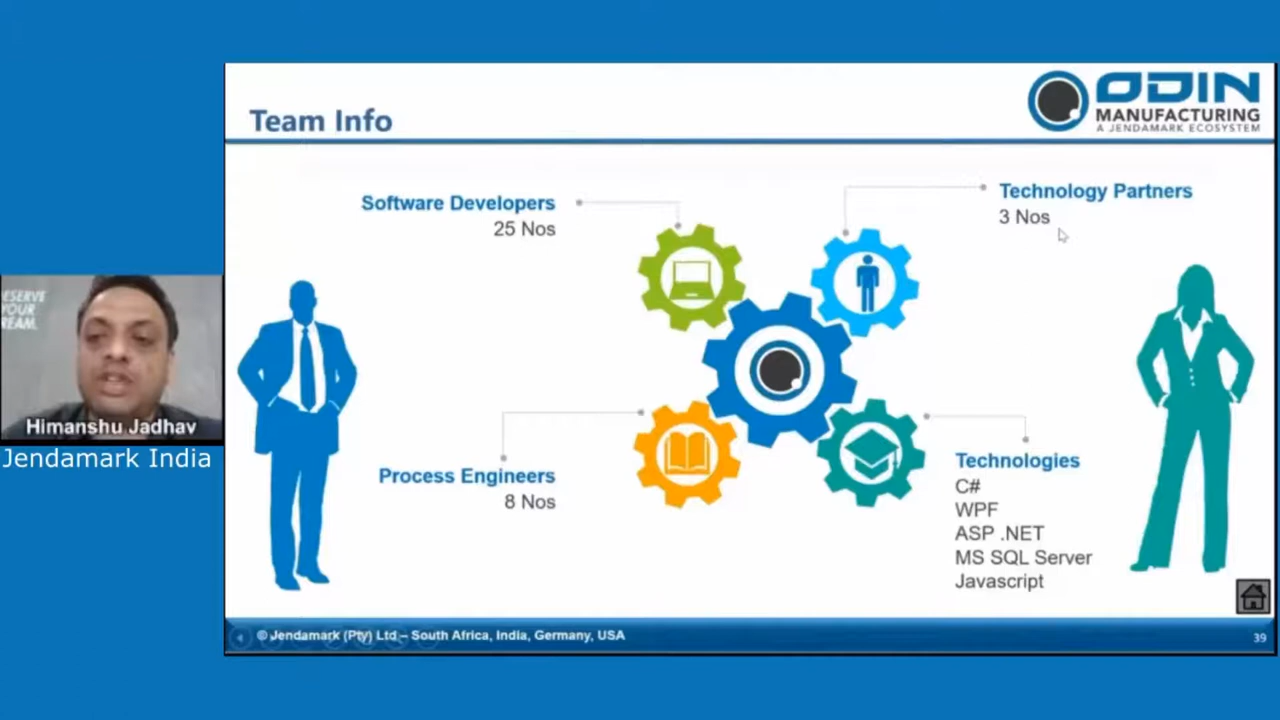 Team Info
ODIN
MANUFACTURING
A JENDAMARK ECOSYSTEM
Software Developers
25 Nos
Technology Partners
3 Nos
Process Engineers
8 Nos
Technologies
C#
WPF
ASP .NET
MS SQL Server
Javascript
YOUR
Himanshu Jadhav
Jendamark India
© Jendamark (Pty) Ltd – South Africa, India, Germany, USA
39